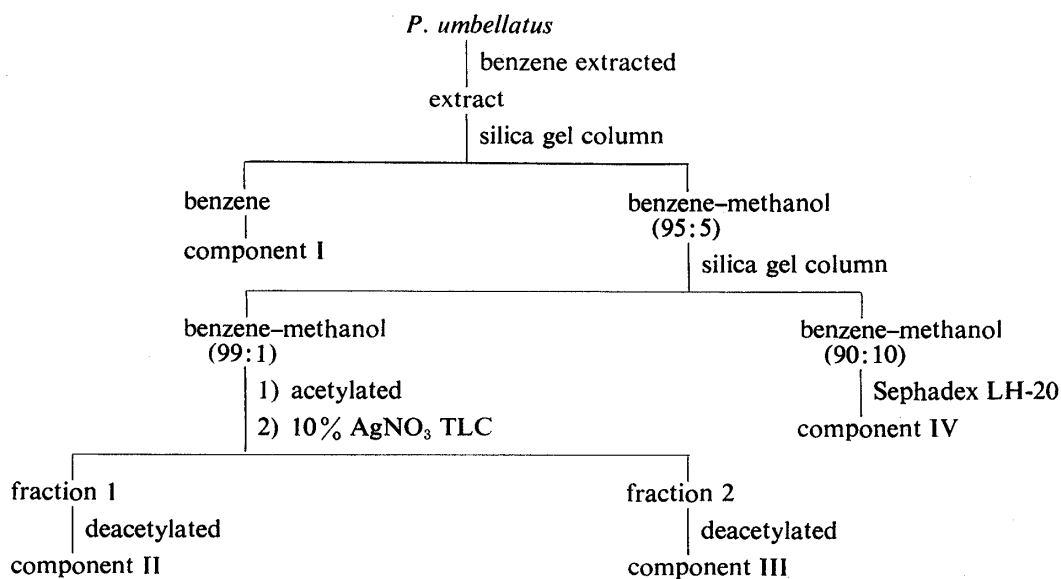 P. umbellatus
benzene extracted
extract
silica gel column
benzene
component I
benzene–methanol
(95:5)
silica gel column
benzene–methanol
(99:1)
1) acetylated
2) 10% AgNO₃ TLC
benzene–methanol
(90:10)
Sephadex LH-20
component IV
fraction 1
deacetylated
component II
fraction 2
deacetylated
component III